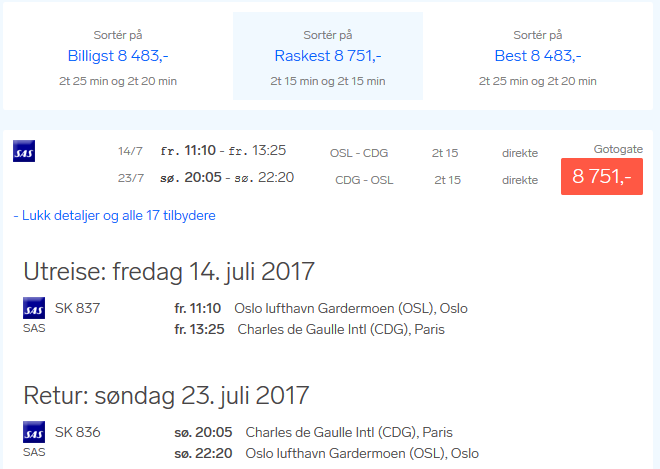 Sortér på Sortér på Sortér på
Billigst 8 483,- Raskest 8 751,- Best 8 483,-
2t 25 min og 2t 20 min 2t 15 min og 2t 15 min 2t 25 min og 2t 20 min
Gotogate
SAS 14/7 fr. 11:10 - fr. 13:25 OSL - CDG 2t 15 direkte
8 751,-
23/7 sø. 20:05 - sø. 22:20 CDG - OSL 2t 15 direkte
- Lukk detaljer og alle 17 tilbydere
Utreise: fredag 14. juli 2017
SAS SK 837 fr. 11:10 Oslo lufthavn Gardermoen (OSL), Oslo
SAS fr. 13:25 Charles de Gaulle Intl (CDG), Paris
Retur: søndag 23. juli 2017
SAS SK 836 sø. 20:05 Charles de Gaulle Intl (CDG), Paris
SAS sø. 22:20 Oslo lufthavn Gardermoen (OSL), Oslo